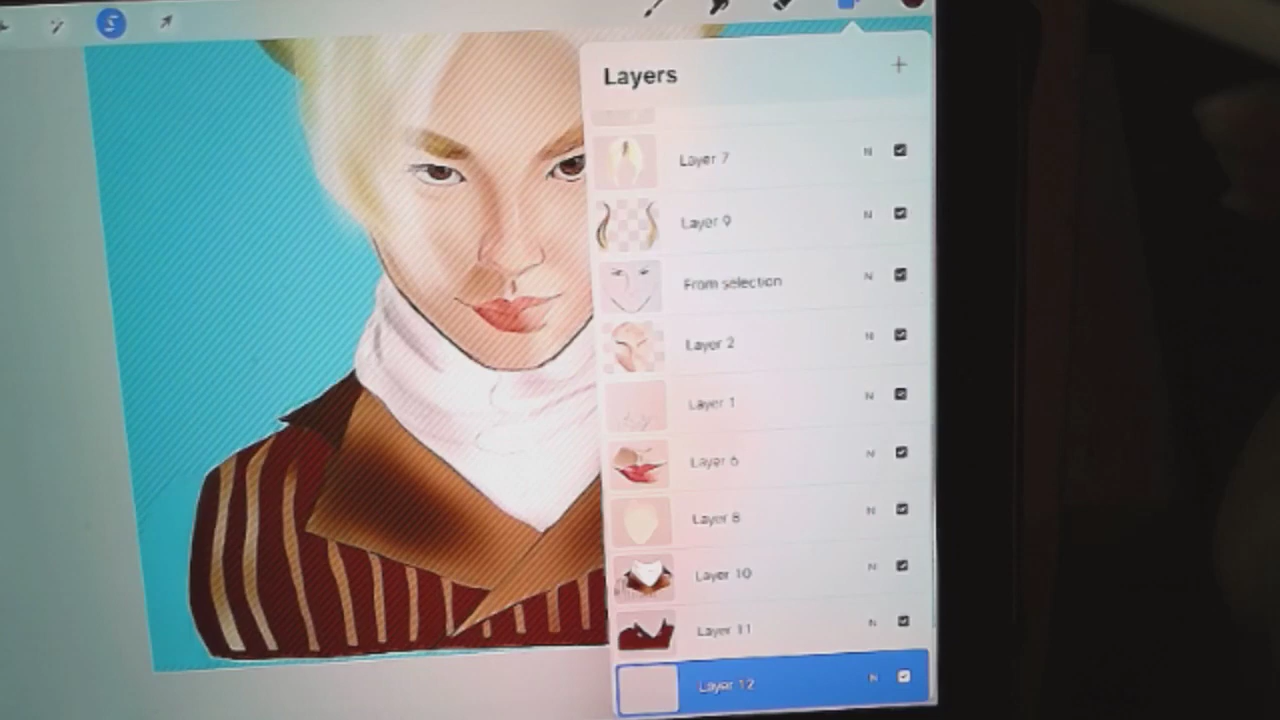 Layers
Layer 7 N
Layer 9 N
From selection N
Layer 2 N
Layer 1 N
Layer 6 N
Layer 8 N
Layer 10 N
Layer 11 N
Layer 12 N